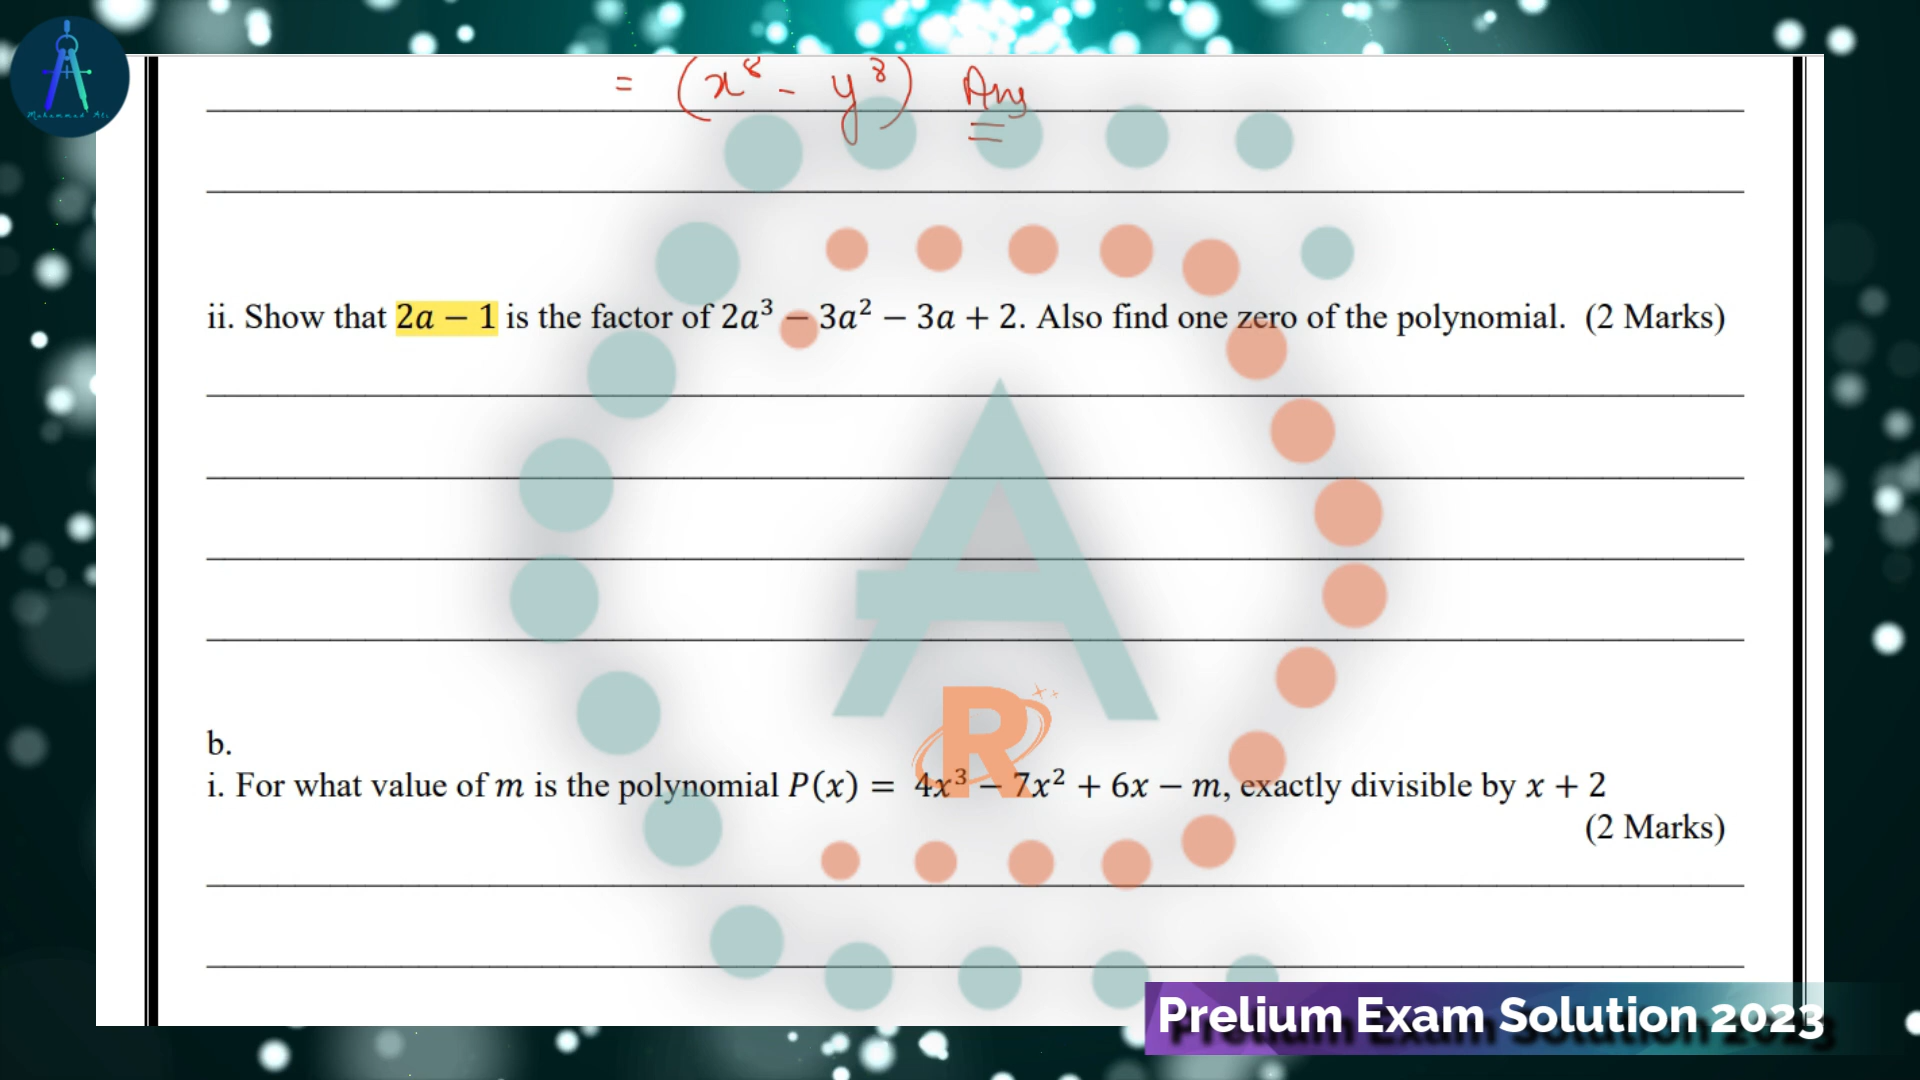 = (x⁸ - y⁸) Ans
Muhammad Ali
ii. Show that 2a − 1 is the factor of 2a³ − 3a² − 3a + 2. Also find one zero of the polynomial. (2 Marks)
A
R
b.
i. For what value of m is the polynomial P(x) = 4x³ − 7x² + 6x − m, exactly divisible by x + 2
(2 Marks)
Prelium Exam Solution 2023